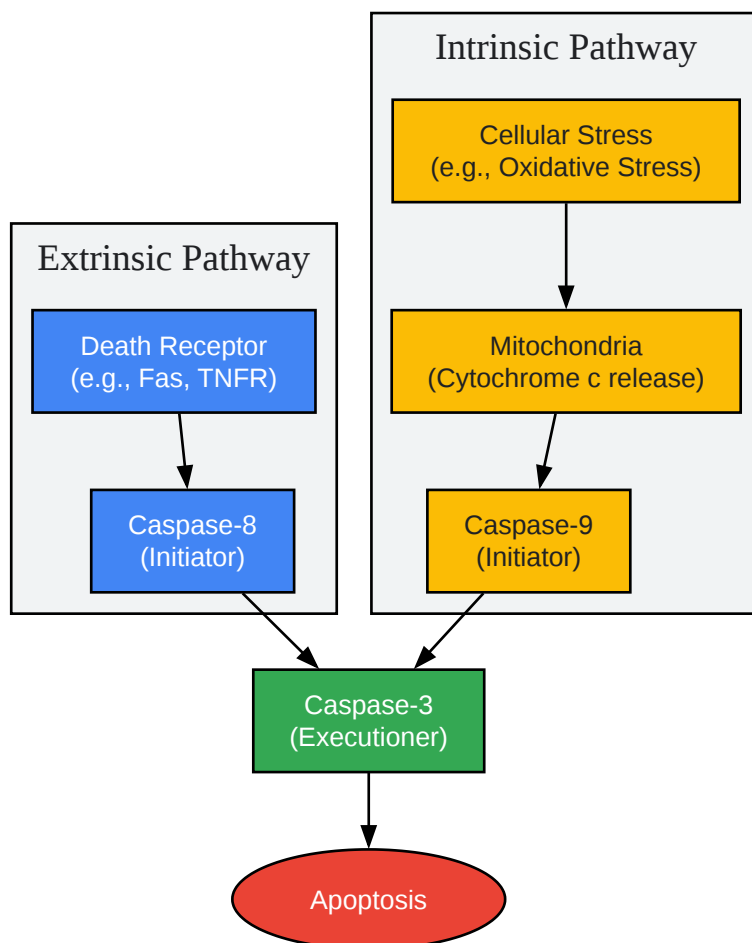 Intrinsic Pathway
Cellular Stress
(e.g., Oxidative Stress)
Extrinsic Pathway
Death Receptor
(e.g., Fas, TNFR)
Mitochondria
(Cytochrome c release)
Caspase-8
(Initiator)
Caspase-9
(Initiator)
Caspase-3
(Executioner)
Apoptosis